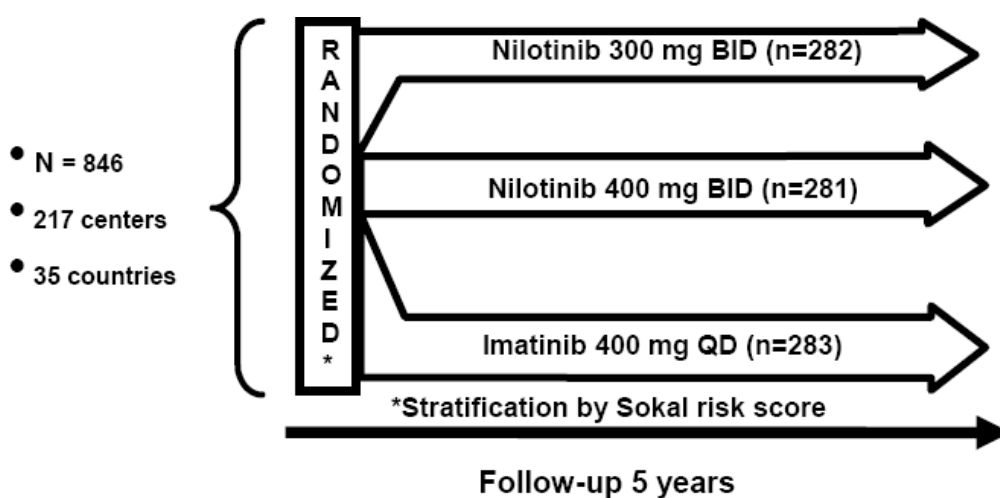 • N = 846
• 217 centers
• 35 countries
RANDOMIZED*
Nilotinib 300 mg BID (n=282)
Nilotinib 400 mg BID (n=281)
Imatinib 400 mg QD (n=283)
*Stratification by Sokal risk score
Follow-up 5 years